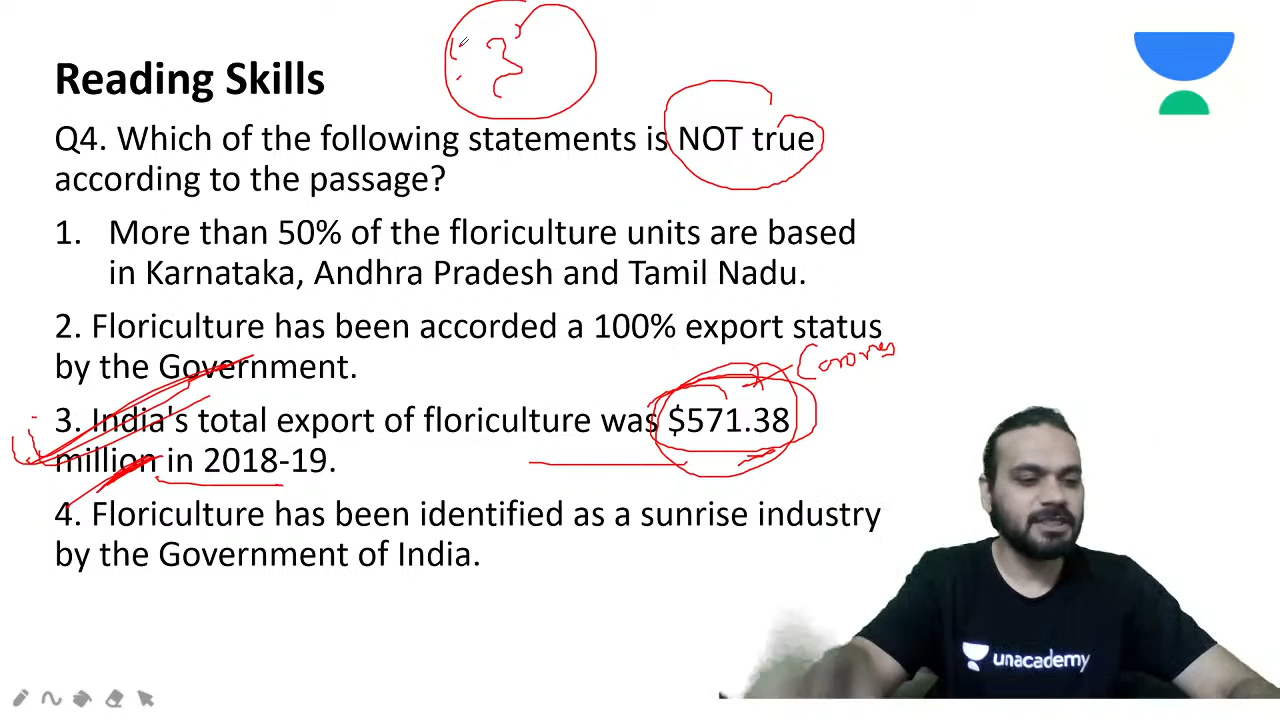 3
Reading Skills
Q4. Which of the following statements is NOT true
according to the passage?
1. More than 50% of the floriculture units are based
in Karnataka, Andhra Pradesh and Tamil Nadu.
2. Floriculture has been accorded a 100% export status
by the Government.
Crores
3. India's total export of floriculture was $571.38
million in 2018-19.
4. Floriculture has been identified as a sunrise industry
by the Government of India.
unacademy